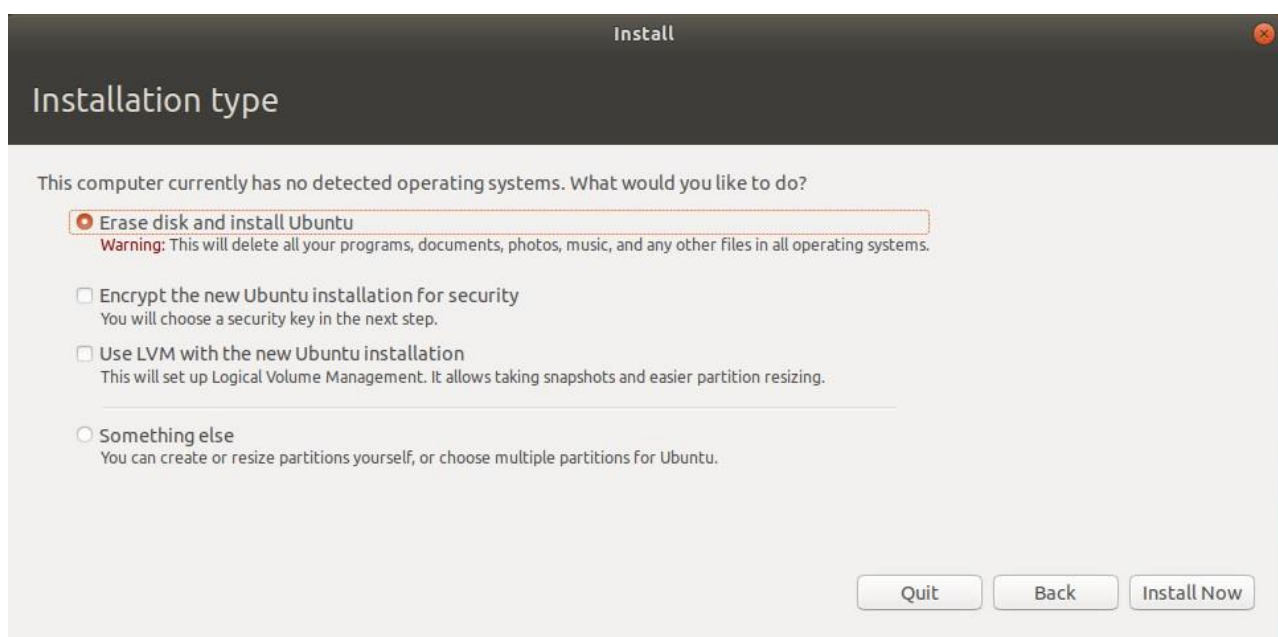 Install
Installation type
This computer currently has no detected operating systems. What would you like to do?
Erase disk and install Ubuntu
Warning: This will delete all your programs, documents, photos, music, and any other files in all operating systems.
Encrypt the new Ubuntu installation for security
You will choose a security key in the next step.
Use LVM with the new Ubuntu installation
This will set up Logical Volume Management. It allows taking snapshots and easier partition resizing.
Something else
You can create or resize partitions yourself, or choose multiple partitions for Ubuntu.
Quit Back Install Now